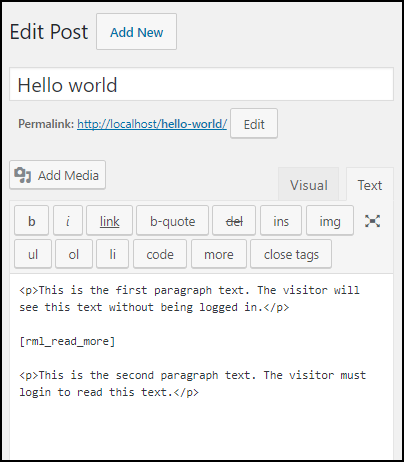 Edit Post Add New
Hello world
Permalink: http://localhost/hello-world/ Edit
Add Media Visual Text
b i link b-quote del ins img
ul ol li code more close tags
<p>This is the first paragraph text. The visitor will
see this text without being logged in.</p>
[rml_read_more]
<p>This is the second paragraph text. The visitor must
login to read this text.</p>